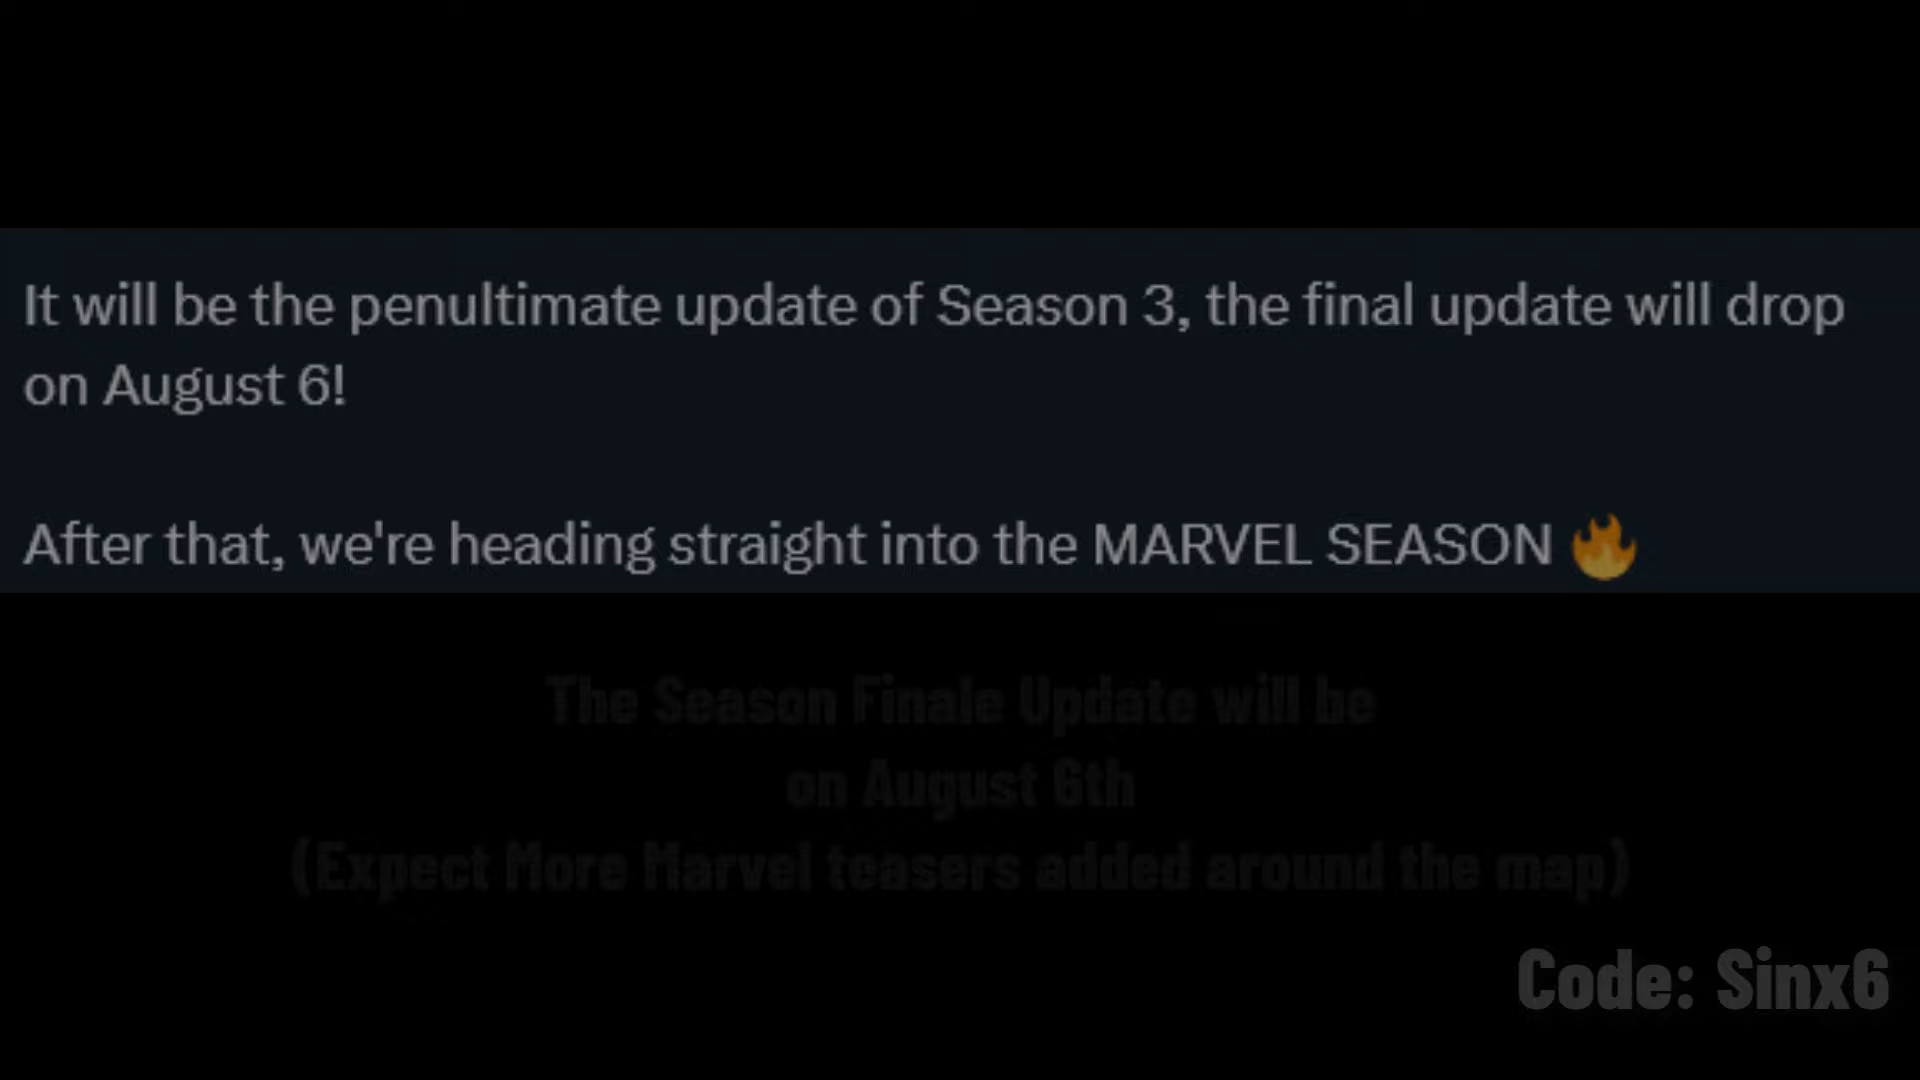 It will be the penultimate update of Season 3, the final update will drop
on August 6!
After that, we're heading straight into the MARVEL SEASON 🔥
The Season Finale Update will be
on August 6th
(Expect More Marvel teasers added around the map)
Code: Sinx6